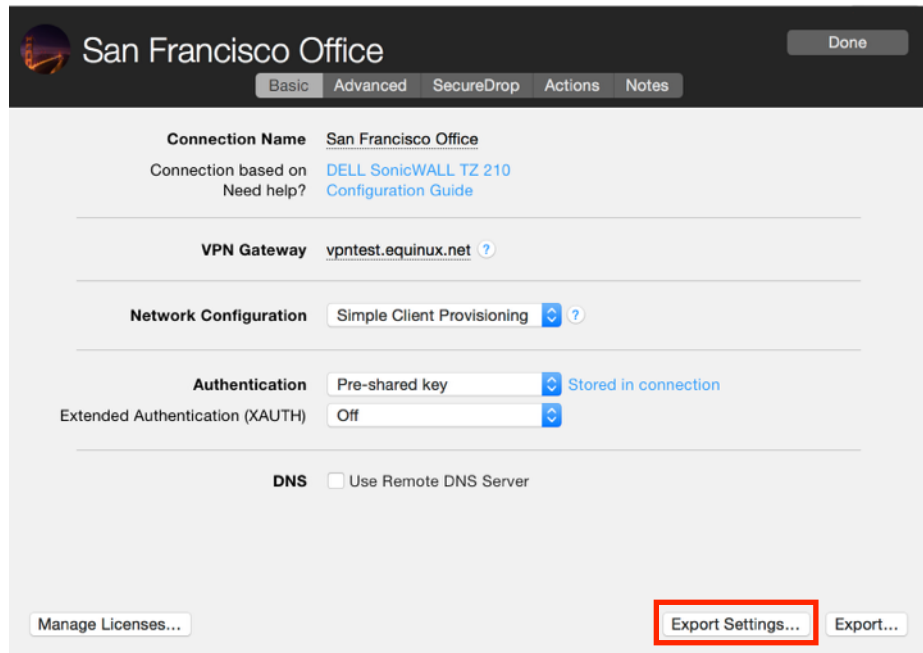 San Francisco Office
Done
Basic Advanced SecureDrop Actions Notes
Connection Name San Francisco Office
Connection based on DELL SonicWALL TZ 210
Need help? Configuration Guide
VPN Gateway vpntest.equinux.net ?
Network Configuration Simple Client Provisioning ?
Authentication Pre-shared key Stored in connection
Extended Authentication (XAUTH) Off
DNS Use Remote DNS Server
Manage Licenses... Export Settings... Export...